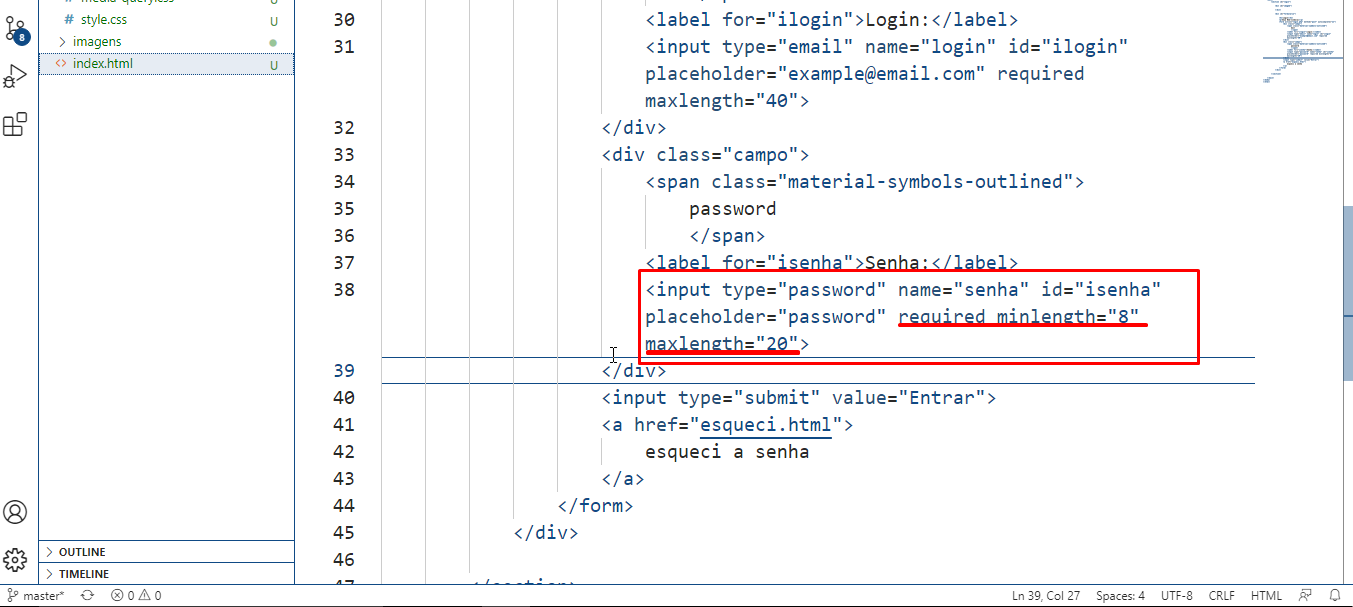 media-query.css U
# style.css U
> imagens
<> index.html U
8
OUTLINE
TIMELINE
30 <label for="ilogin">Login:</label>
31 <input type="email" name="login" id="ilogin"
placeholder="example@email.com" required
maxlength="40">
32 </div>
33 <div class="campo">
34 <span class="material-symbols-outlined">
35 password
36 </span>
37 <label for="isenha">Senha:</label>
38 <input type="password" name="senha" id="isenha"
placeholder="password" required minlength="8"
maxlength="20">
39 </div>
40 <input type="submit" value="Entrar">
41 <a href="esqueci.html">
42 esqueci a senha
43 </a>
44 </form>
45 </div>
46
47 </section>
master* 0 0 Ln 39, Col 27 Spaces: 4 UTF-8 CRLF HTML